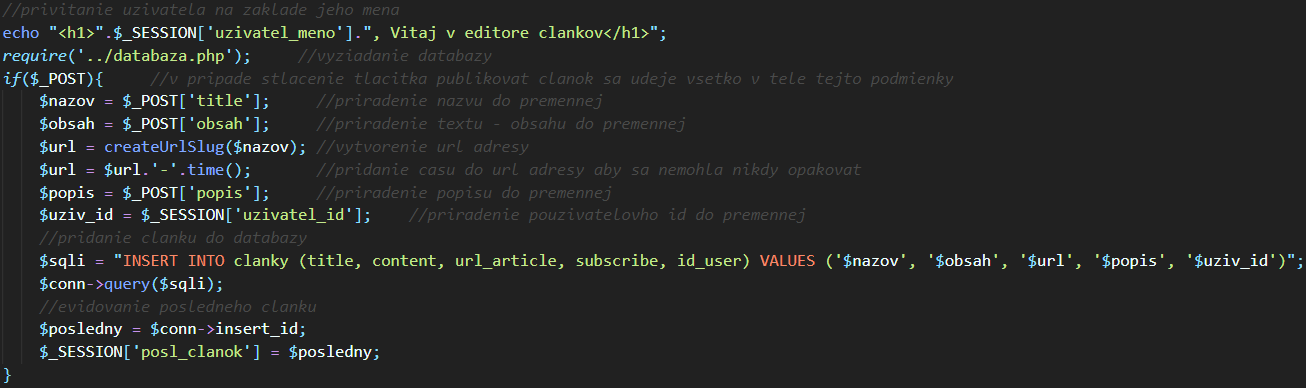 //privitanie uzivatela na zaklade jeho mena
echo "<h1>".$_SESSION['uzivatel_meno'].", Vitaj v editore clankov</h1>";
require('../databaza.php');     //vyziadanie databazy
if($_POST){     //v pripade stlacenie tlacitka publikovat clanok sa udeje vsetko v tele tejto podmienky
    $nazov = $_POST['title'];     //priradenie nazvu do premennej
    $obsah = $_POST['obsah'];     //priradenie textu - obsahu do premennej
    $url = createUrlSlug($nazov); //vytvorenie url adresy
    $url = $url.'-'.time();       //pridanie casu do url adresy aby sa nemohla nikdy opakovat
    $popis = $_POST['popis'];     //priradenie popisu do premennej
    $uziv_id = $_SESSION['uzivatel_id'];    //priradenie pouzivatelovho id do premennej
    //pridanie clanku do databazy
    $sqli = "INSERT INTO clanky (title, content, url_article, subscribe, id_user) VALUES ('$nazov', '$obsah', '$url', '$popis', '$uziv_id')";
    $conn->query($sqli);
    //evidovanie posledneho clanku
    $posledny = $conn->insert_id;
    $_SESSION['posl_clanok'] = $posledny;
}